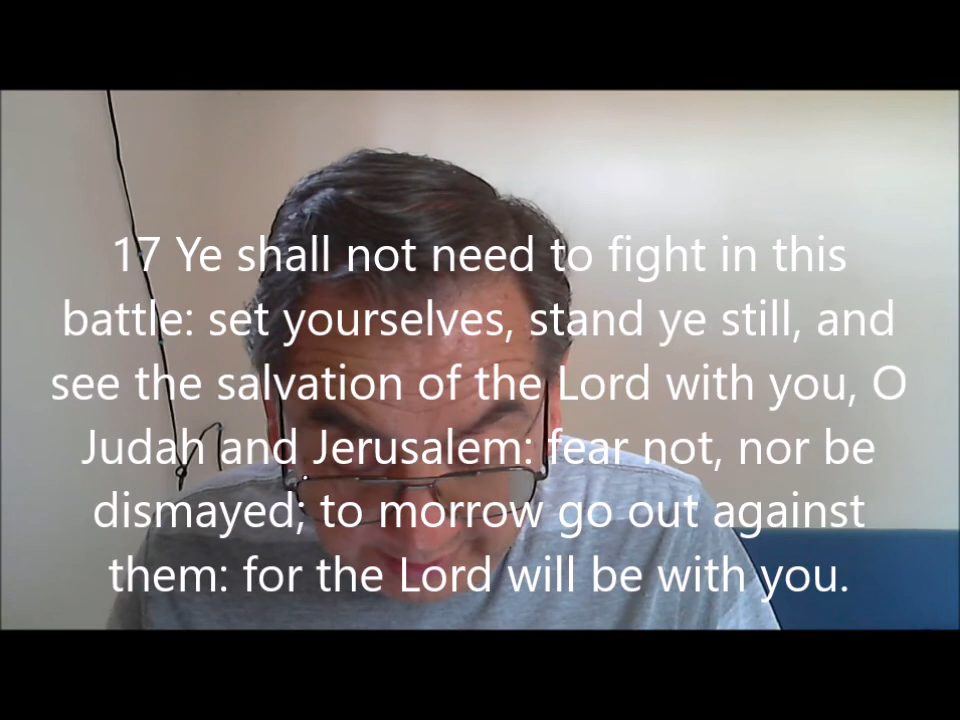 17 Ye shall not need to fight in this
battle: set yourselves, stand ye still, and
see the salvation of the Lord with you, O
Judah and Jerusalem: fear not, nor be
dismayed; to morrow go out against
them: for the Lord will be with you.